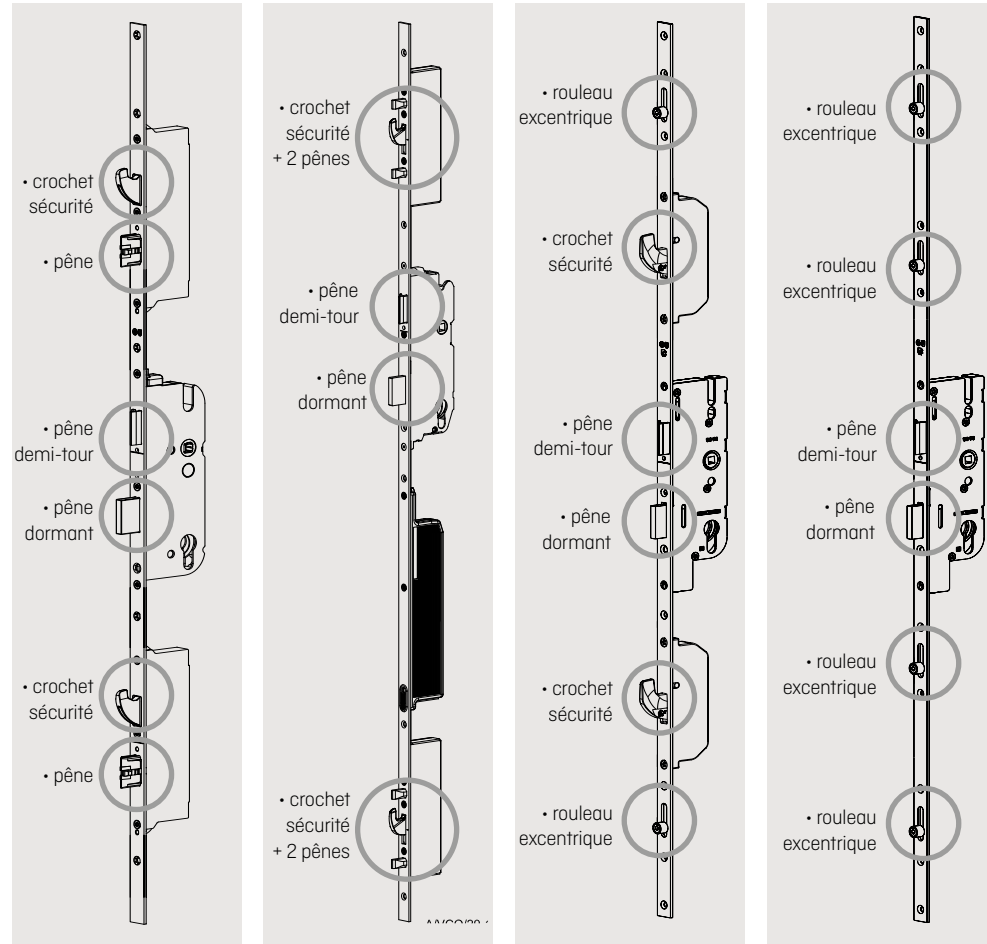 • crochet
sécurité
• pêne
• pêne
demi-tour
• pêne
dormant
• crochet
sécurité
• pêne
• crochet
sécurité
+ 2 pênes
• pêne
demi-tour
• pêne
dormant
• crochet
sécurité
+ 2 pênes
• rouleau
excentrique
• crochet
sécurité
• pêne
demi-tour
• pêne
dormant
• crochet
sécurité
• rouleau
excentrique
• rouleau
excentrique
• rouleau
excentrique
• pêne
demi-tour
• pêne
dormant
• rouleau
excentrique
• rouleau
excentrique